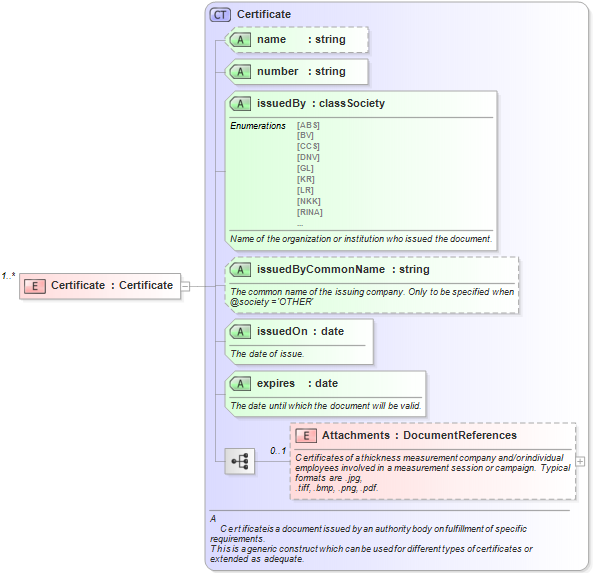 CT Certificate
A name : string
A number : string
A issuedBy : classSociety
Enumerations [ABS]
[BV]
[CCS]
[DNV]
[GL]
[KR]
[LR]
[NKK]
[RINA]
...
Name of the organization or institution who issued the document.
1..*
E Certificate : Certificate
A issuedByCommonName : string
The common name of the issuing company. Only to be specified when
@society ='OTHER'
A issuedOn : date
The date of issue.
A expires : date
The date until which the document will be valid.
0..1
E Attachments : DocumentReferences
Certificates of a thickness measurement company and/orindividual
employees involved in a measurement session or campaign. Typical
formats are .jpg,
.tiff, .bmp, .png,.pdf.
A
Certificate is a document issued by an authority body on fulfillment of specific
requirements.
This is a generic construct which can be used for different types of certificates or
extended as adequate.